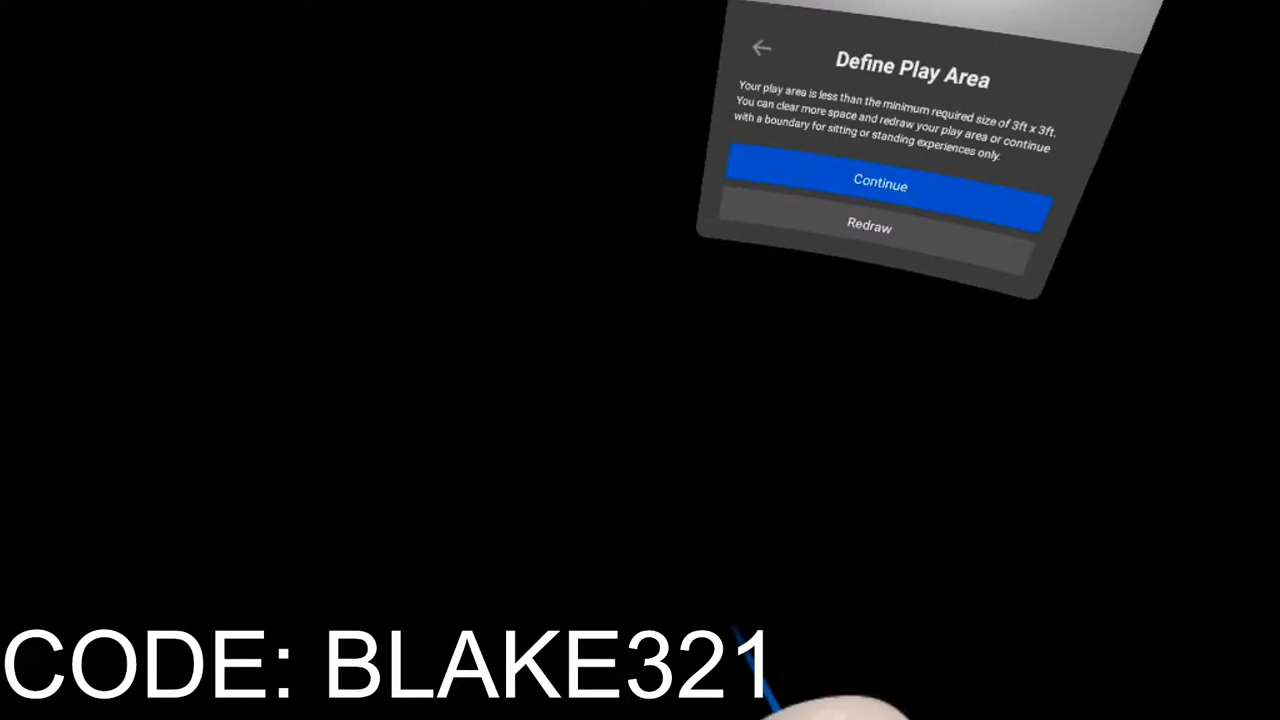 Define Play Area
Your play area is less than the minimum required size of 3ft x 3ft.
You can clear more space and redraw your play area or continue
with a boundary for sitting or standing experiences only.
Continue
Redraw
CODE: BLAKE321